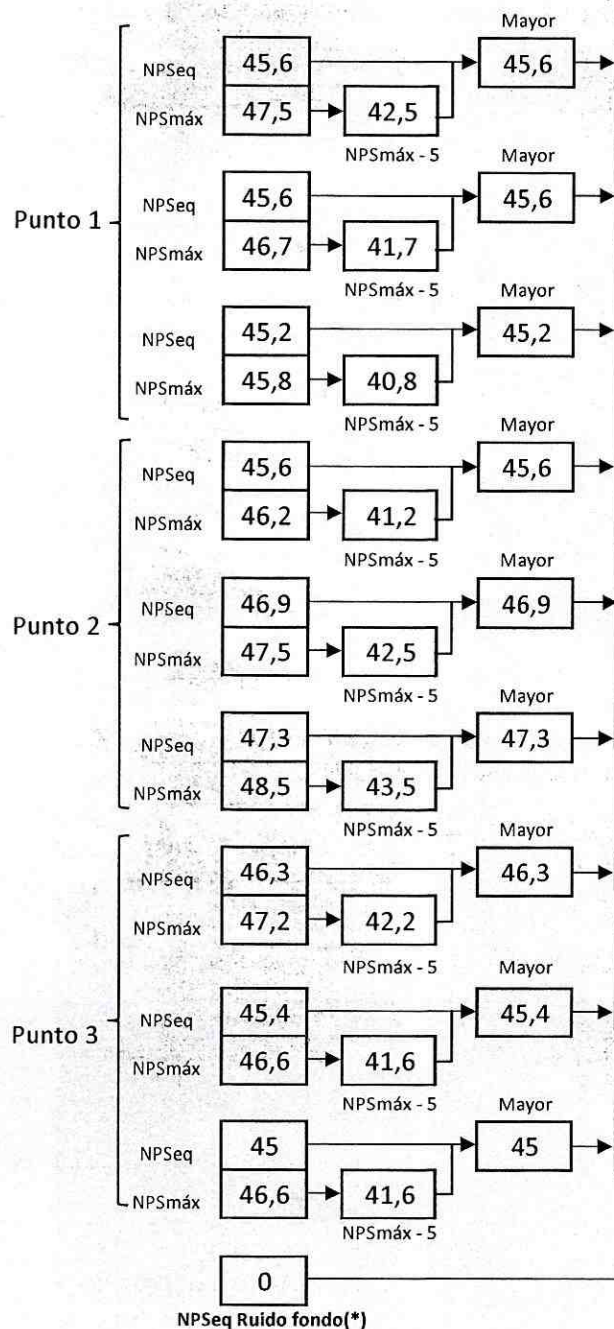 Mayor
NPSeq 45,6 45,6
NPSmáx 47,5 42,5
NPSmáx - 5
Mayor
NPSeq 45,6 45,6
Punto 1
NPSmáx 46,7 41,7
NPSmáx - 5
Mayor
NPSeq 45,2 45,2
NPSmáx 45,8 40,8
NPSmáx - 5
Mayor
NPSeq 45,6 45,6
NPSmáx 46,2 41,2
NPSmáx - 5
Mayor
NPSeq 46,9 46,9
Punto 2
NPSmáx 47,5 42,5
NPSmáx - 5
Mayor
NPSeq 47,3 47,3
NPSmáx 48,5 43,5
NPSmáx - 5
Mayor
NPSeq 46,3 46,3
NPSmáx 47,2 42,2
NPSmáx - 5
Mayor
NPSeq 45,4 45,4
Punto 3
NPSmáx 46,6 41,6
NPSmáx - 5
Mayor
NPSeq 45 45
NPSmáx 46,6 41,6
NPSmáx - 5
0
NPSeq Ruido fondo(*)